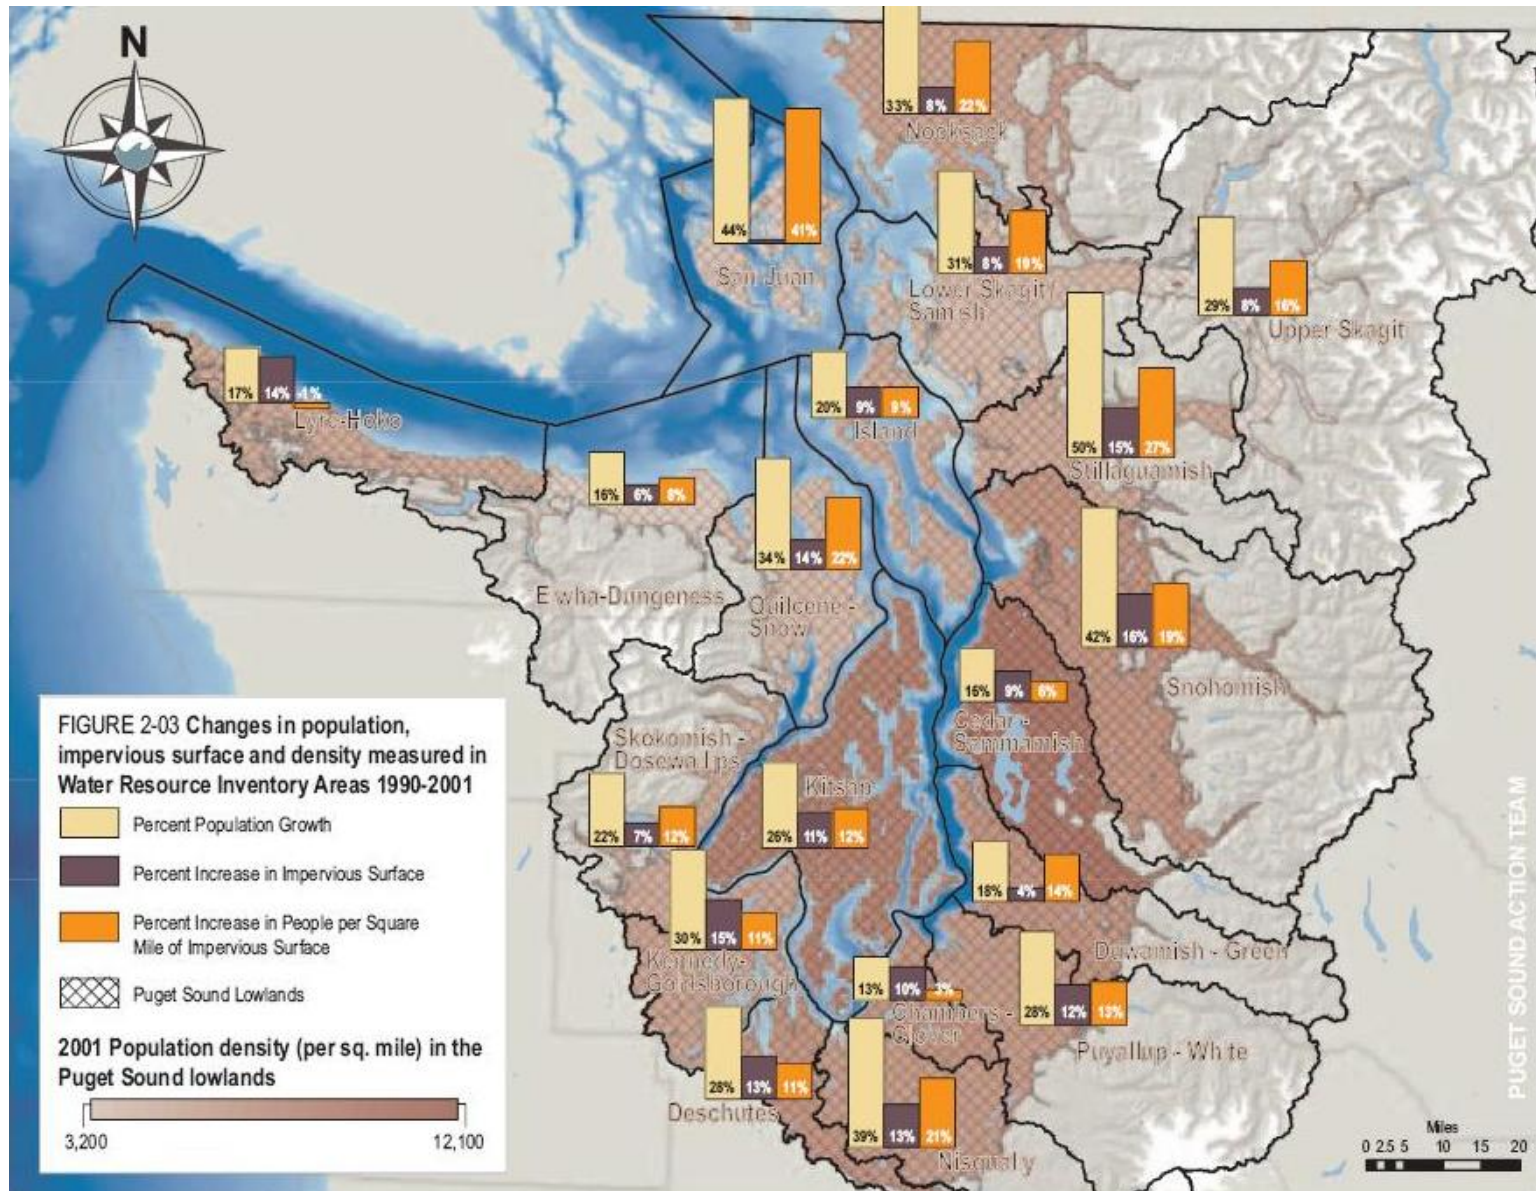 N
33% 8% 22%
Nooksack
44% 41%
San Juan
31% 8% 19%
Lower Skagit
Samish
29% 8% 16%
Upper Skagit
17% 14% -1%
Lyre-Hoko
20% 9% 9%
Island
50% 15% 27%
Stillaguamish
16% 6% 8%
Elwha-Dungeness
34% 14% 22%
Quilcene -
Snow
42% 16% 19%
Snohomish
16% 9% 6%
Cedar -
Sammamish
Skokomish -
Dosewallips
22% 7% 12%
Kitsap
26% 11% 12%
18% 4% 14%
Duwamish - Green
30% 15% 11%
Kennedy-
Goldsborough
13% 10% 3%
Chambers -
Clover
28% 12% 13%
Puyallup - White
28% 13% 11%
Deschutes
39% 13% 21%
Nisqually
FIGURE 2-03 Changes in population,
impervious surface and density measured in
Water Resource Inventory Areas 1990-2001
Percent Population Growth
Percent Increase in Impervious Surface
Percent Increase in People per Square
Mile of Impervious Surface
Puget Sound Lowlands
2001 Population density (per sq. mile) in the
Puget Sound lowlands
3,200 12,100
Miles
0 2.5 5 10 15 20
PUGET SOUND ACTION TEAM